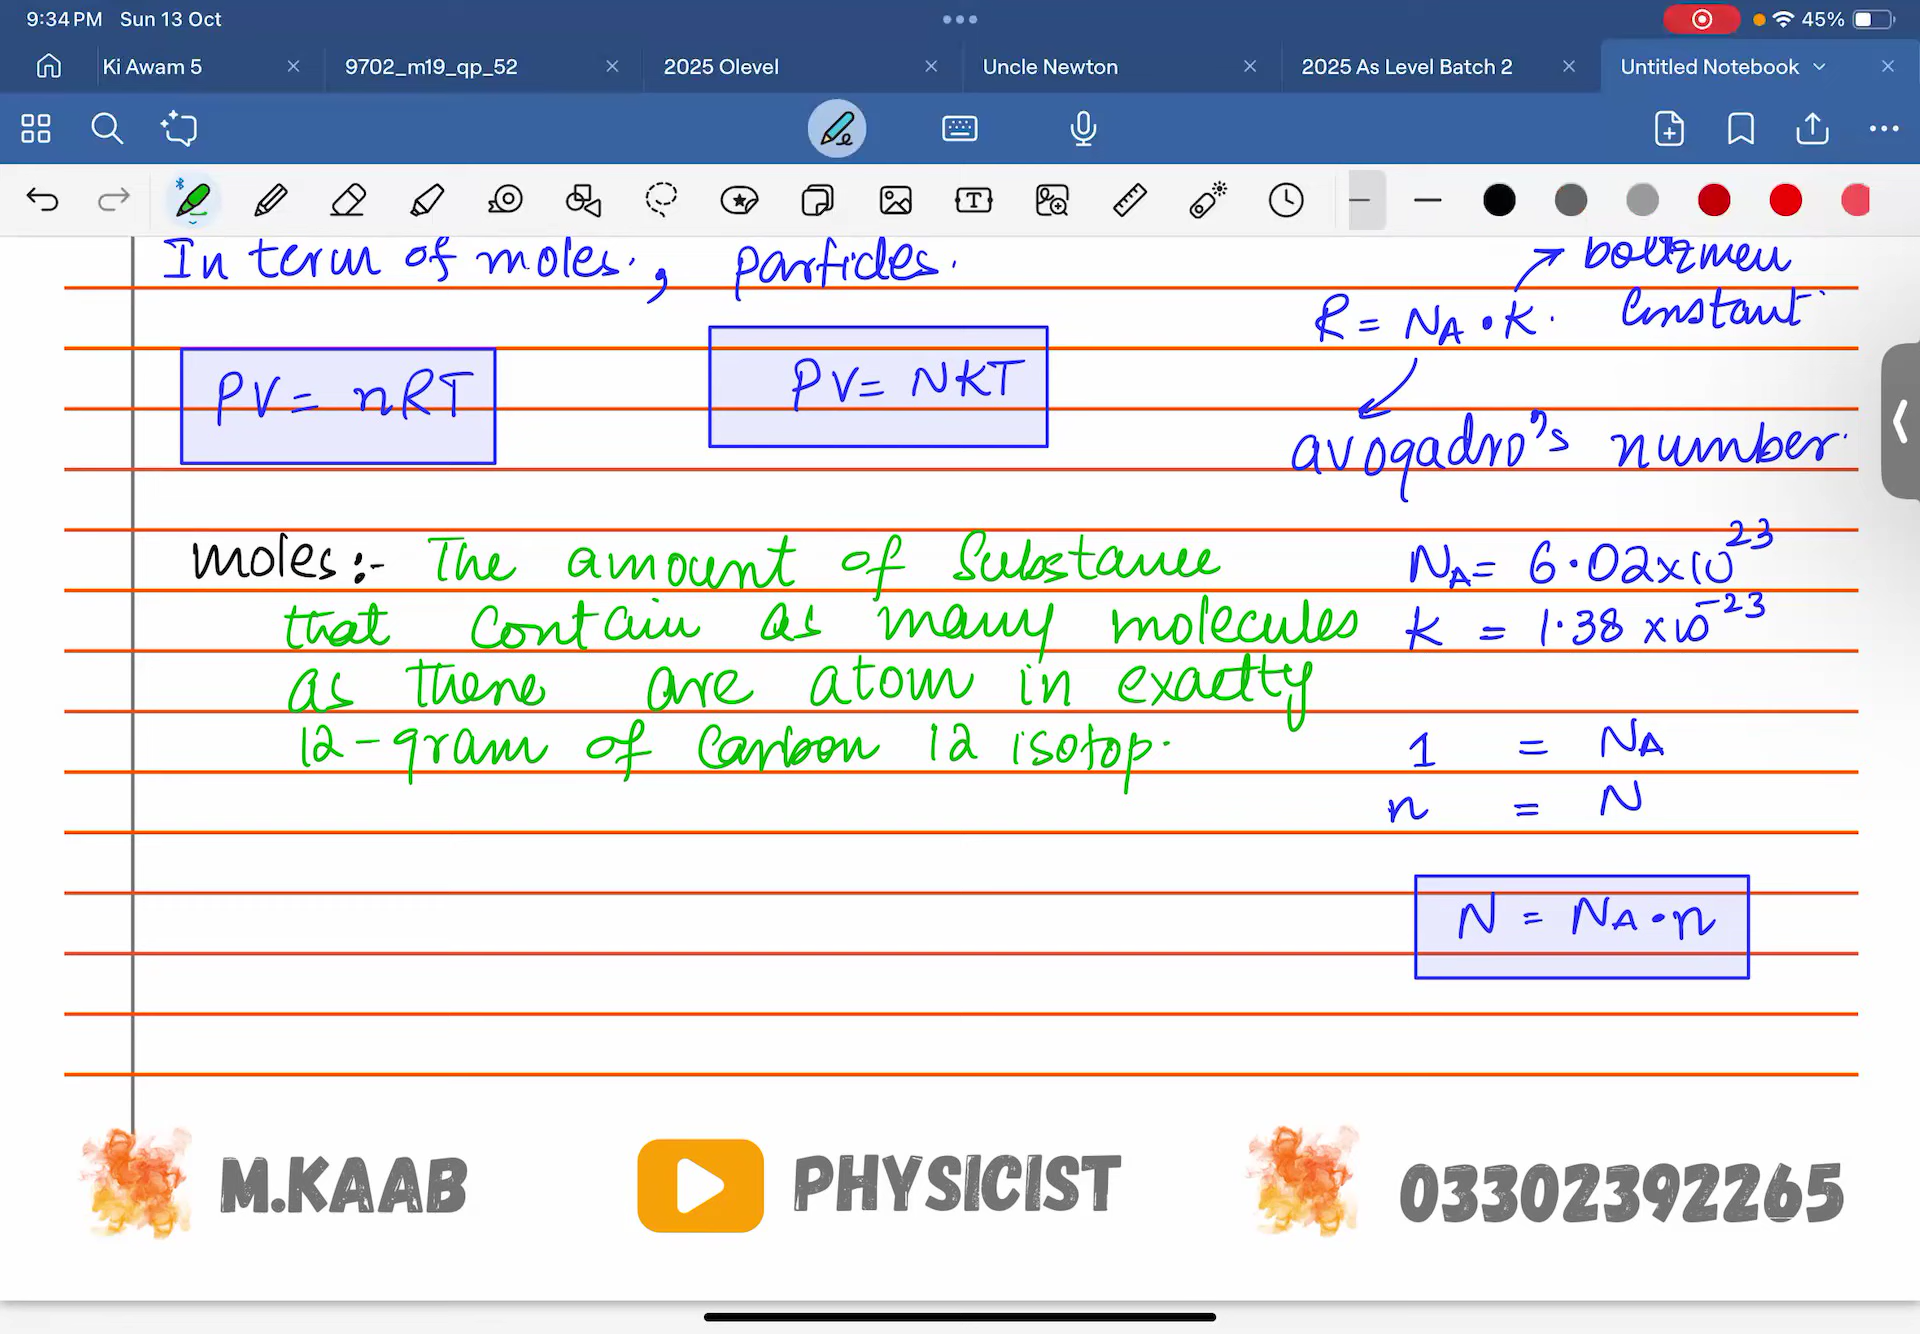 9:34 PM Sun 13 Oct
45%
Ki Awam 5
9702_m19_qp_52
2025 Olevel
Uncle Newton
2025 As Level Batch 2
Untitled Notebook
In term of moles., particles.
→ boltzmen
R = NA • K. Constant
PV = nRT
PV = NKT
avogadro's number.
moles:- The amount of Substance
that contain as many molecules
as there are atom in exactly
12-gram of Carbon 12 isotop.
NA = 6.02x10²³
k = 1.38 x10⁻²³
1 = NA
n = N
N = NA • n
M.KAAB
PHYSICIST
03302392265